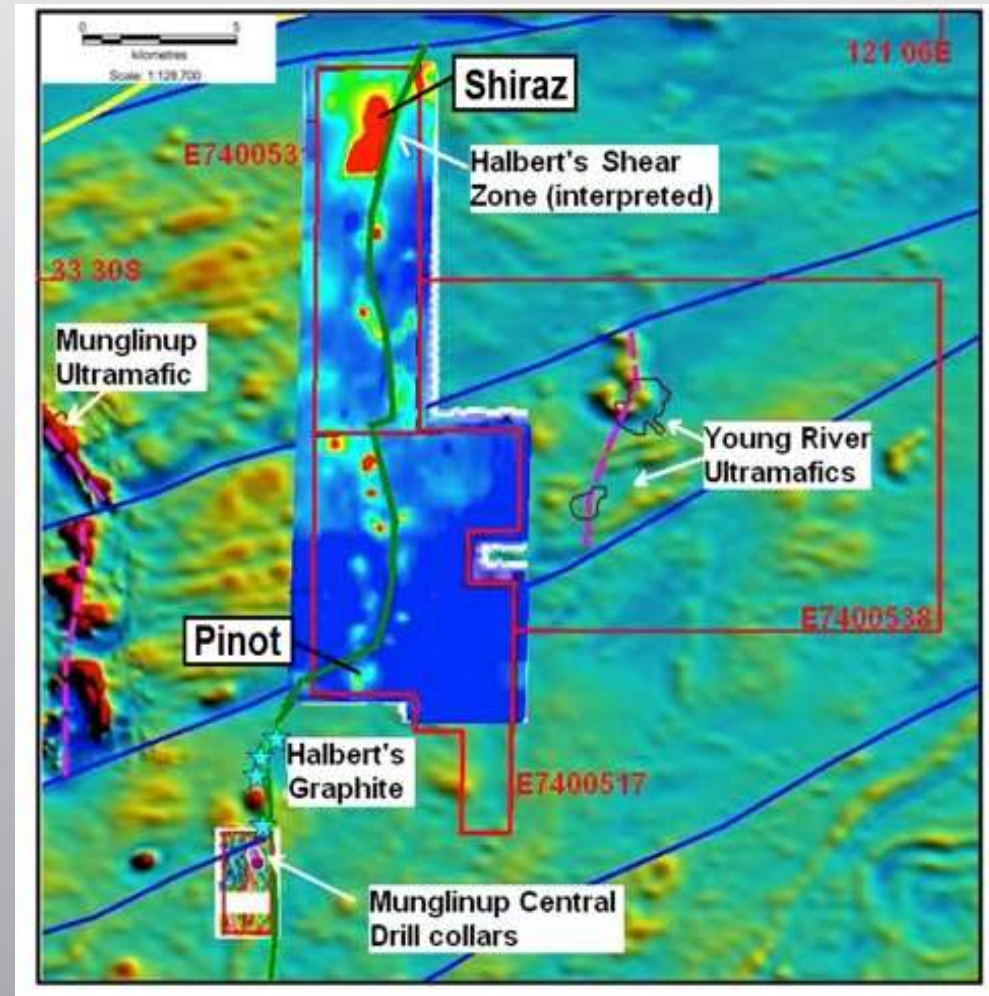 0 5
kilometres
Scale: 1:128,700
121 06E
Shiraz
E7400531
Halbert's Shear
Zone (interpreted)
33 30S
Munglinup
Ultramafic
Young River
Ultramafics
E7400538
Pinot
Halbert's
Graphite
E7400517
Munglinup Central
Drill collars